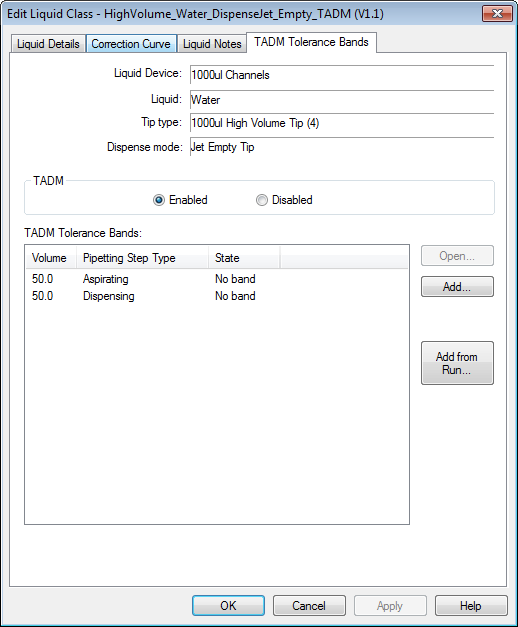 Edit Liquid Class - HighVolume_Water_DispenseJet_Empty_TADM (V1.1)
Liquid Details Correction Curve Liquid Notes TADM Tolerance Bands
Liquid Device: 1000ul Channels
Liquid: Water
Tip type: 1000ul High Volume Tip (4)
Dispense mode: Jet Empty Tip
TADM
Enabled Disabled
TADM Tolerance Bands:
Volume Pipetting Step Type State
50.0 Aspirating No band
50.0 Dispensing No band
Open...
Add...
Add from
Run...
OK Cancel Apply Help